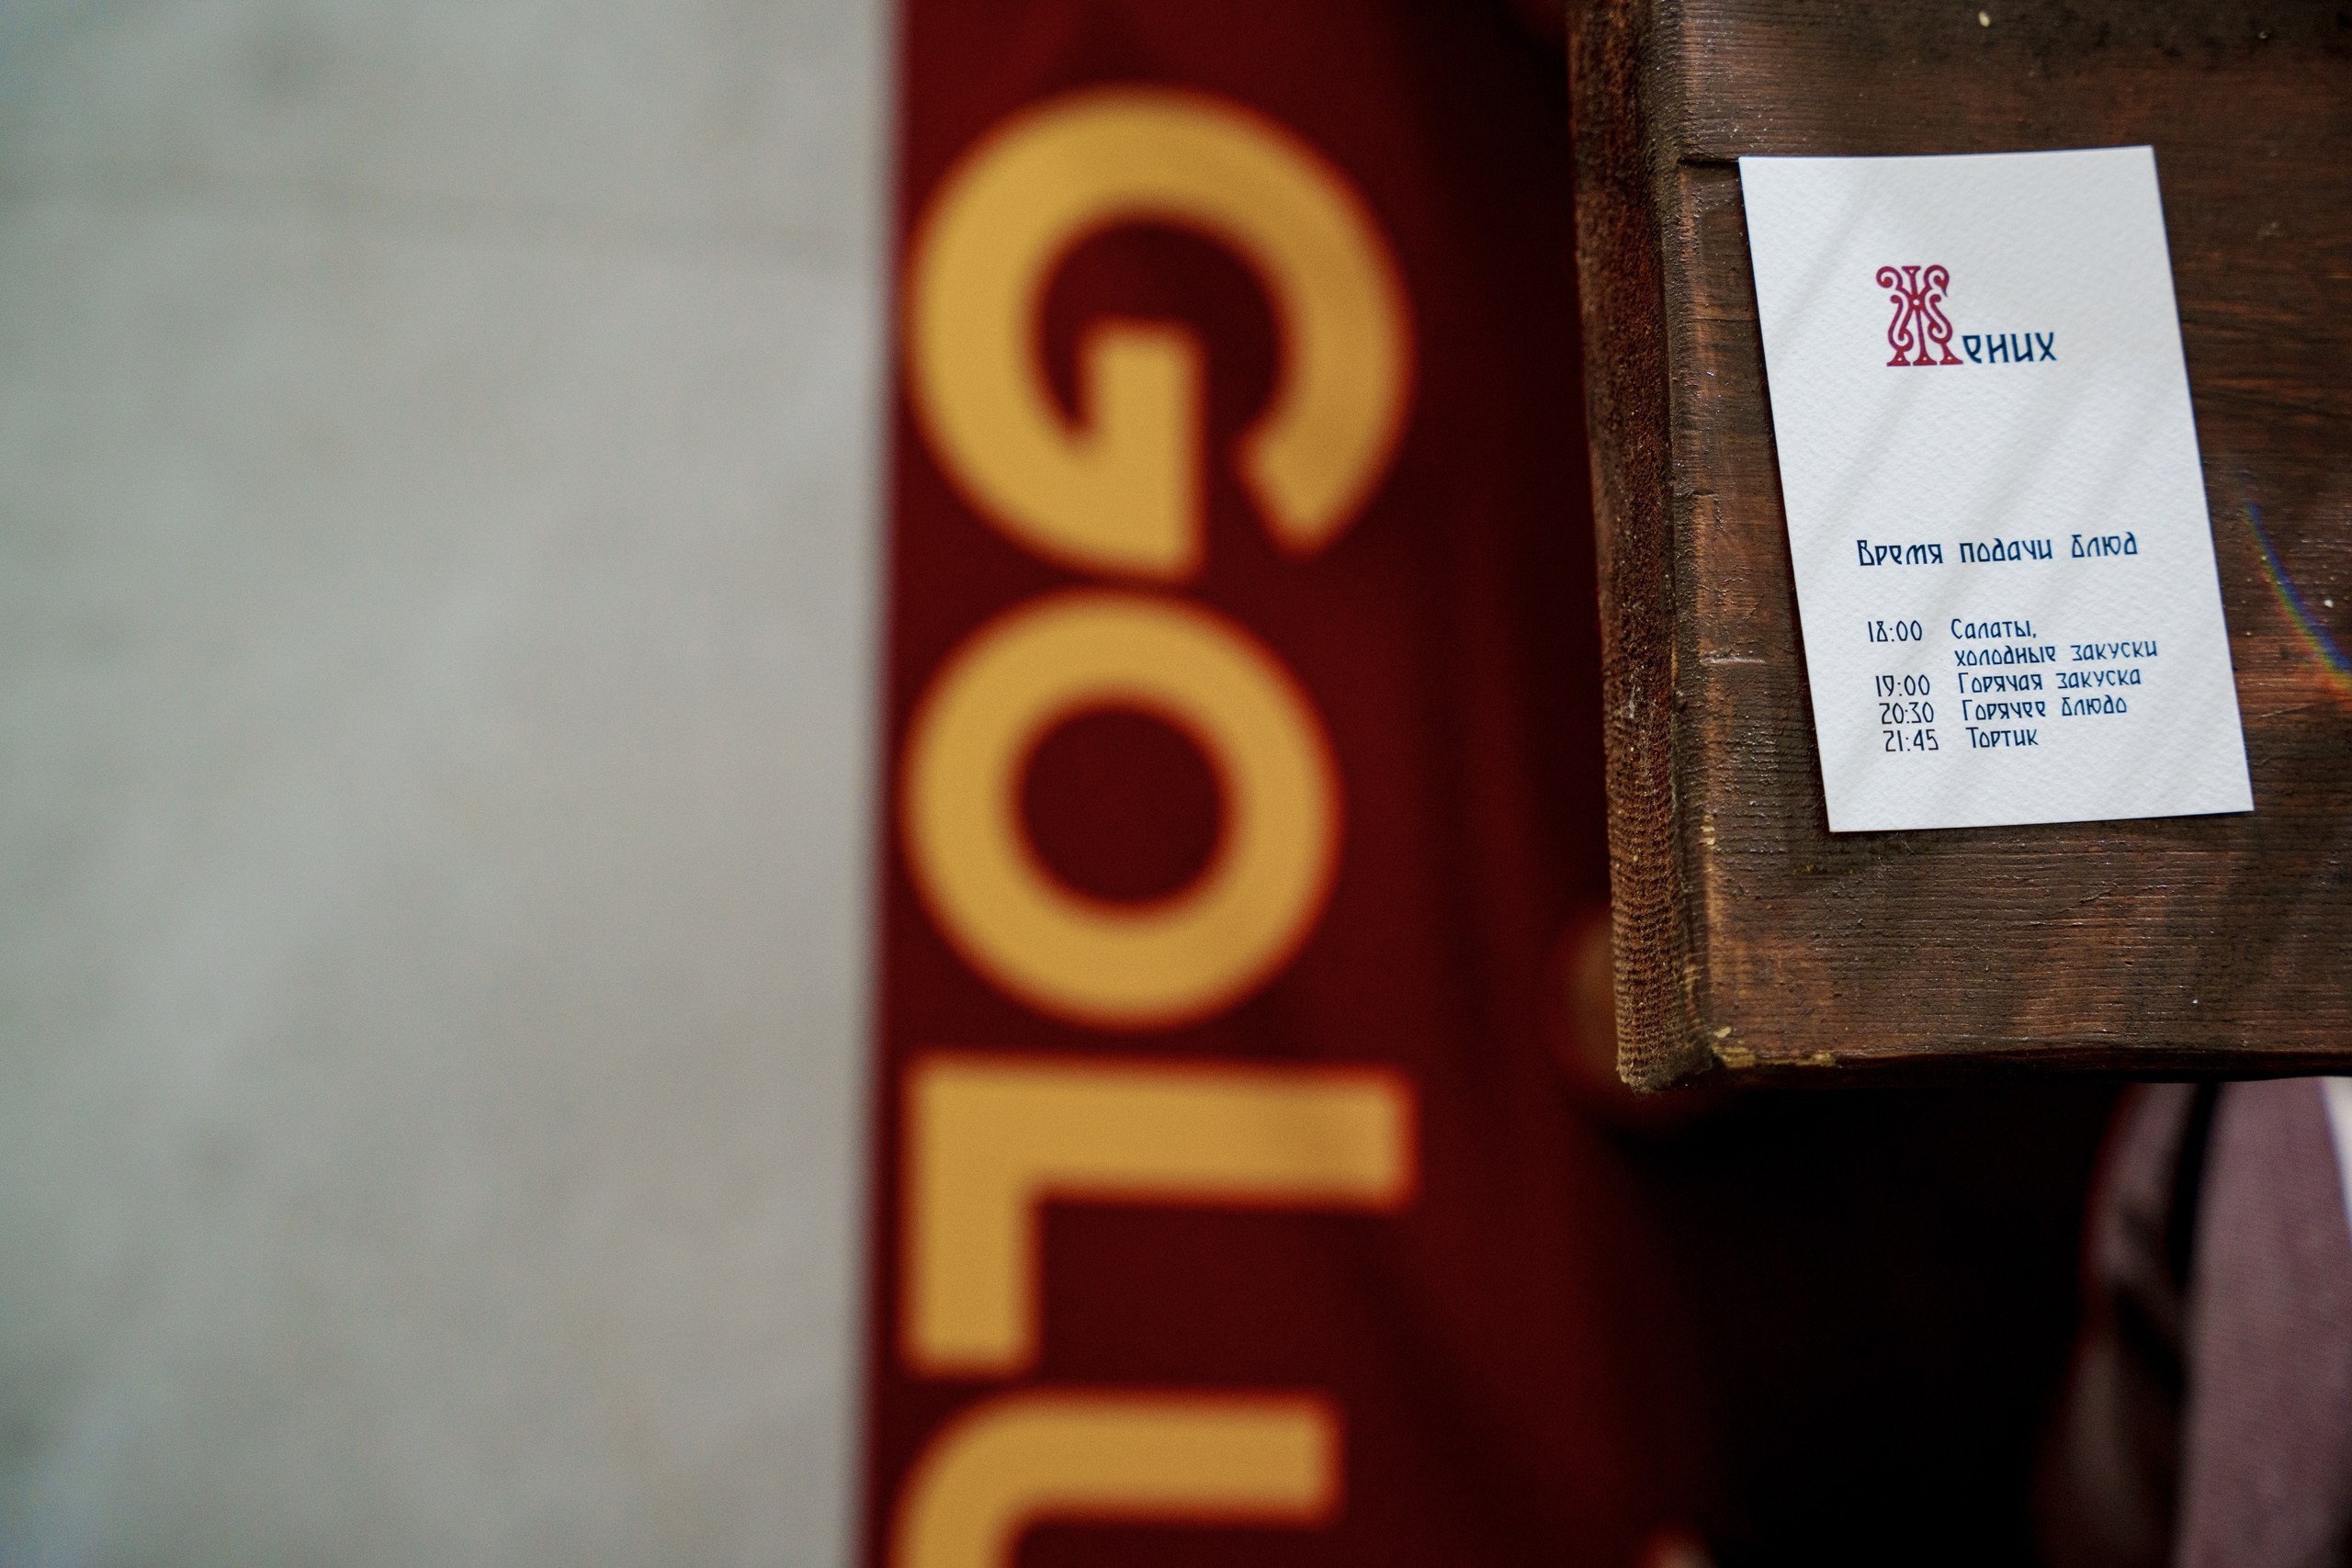 GOLU
Жених
Время подачи блюд
18:00 Салаты,
холодные закуски
19:00 Горячая закуска
20:30 Горячее блюдо
21:45 Тортик